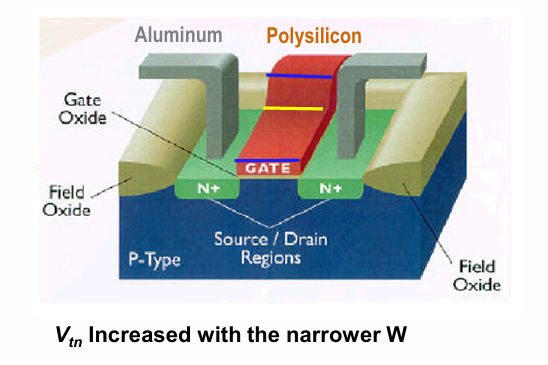 Aluminum
Polysilicon
Gate
Oxide
GATE
N+
N+
Field
Oxide
Source / Drain
Regions
P-Type
Field
Oxide
Vtn Increased with the narrower W